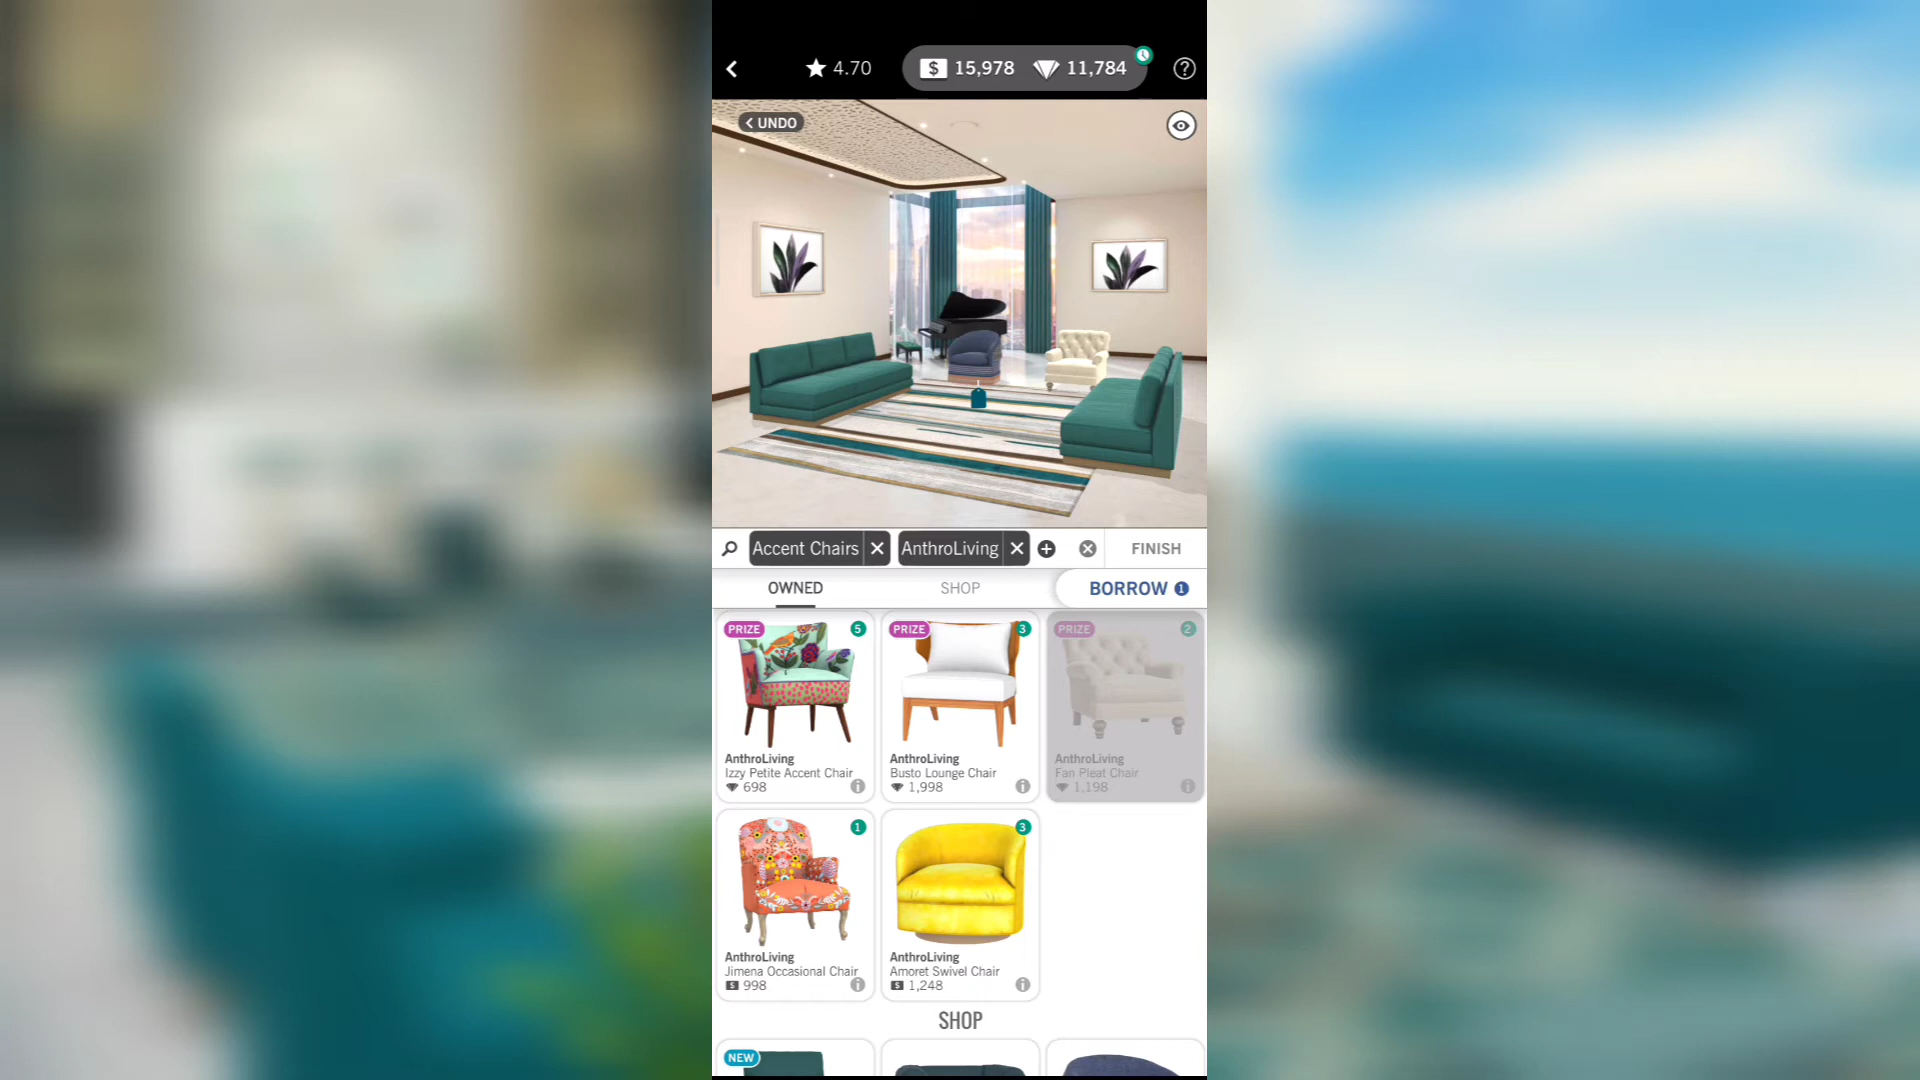 4.70
$ 15,978
11,784
?
UNDO
Accent Chairs
AnthroLiving
FINISH
OWNED
SHOP
BORROW 1
PRIZE 5
AnthroLiving
Izzy Petite Accent Chair
698
PRIZE 3
AnthroLiving
Busto Lounge Chair
1,998
PRIZE 2
AnthroLiving
Fan Pleat Chair
1,198
1
AnthroLiving
Jimena Occasional Chair
$ 998
3
AnthroLiving
Amoret Swivel Chair
$ 1,248
SHOP
NEW